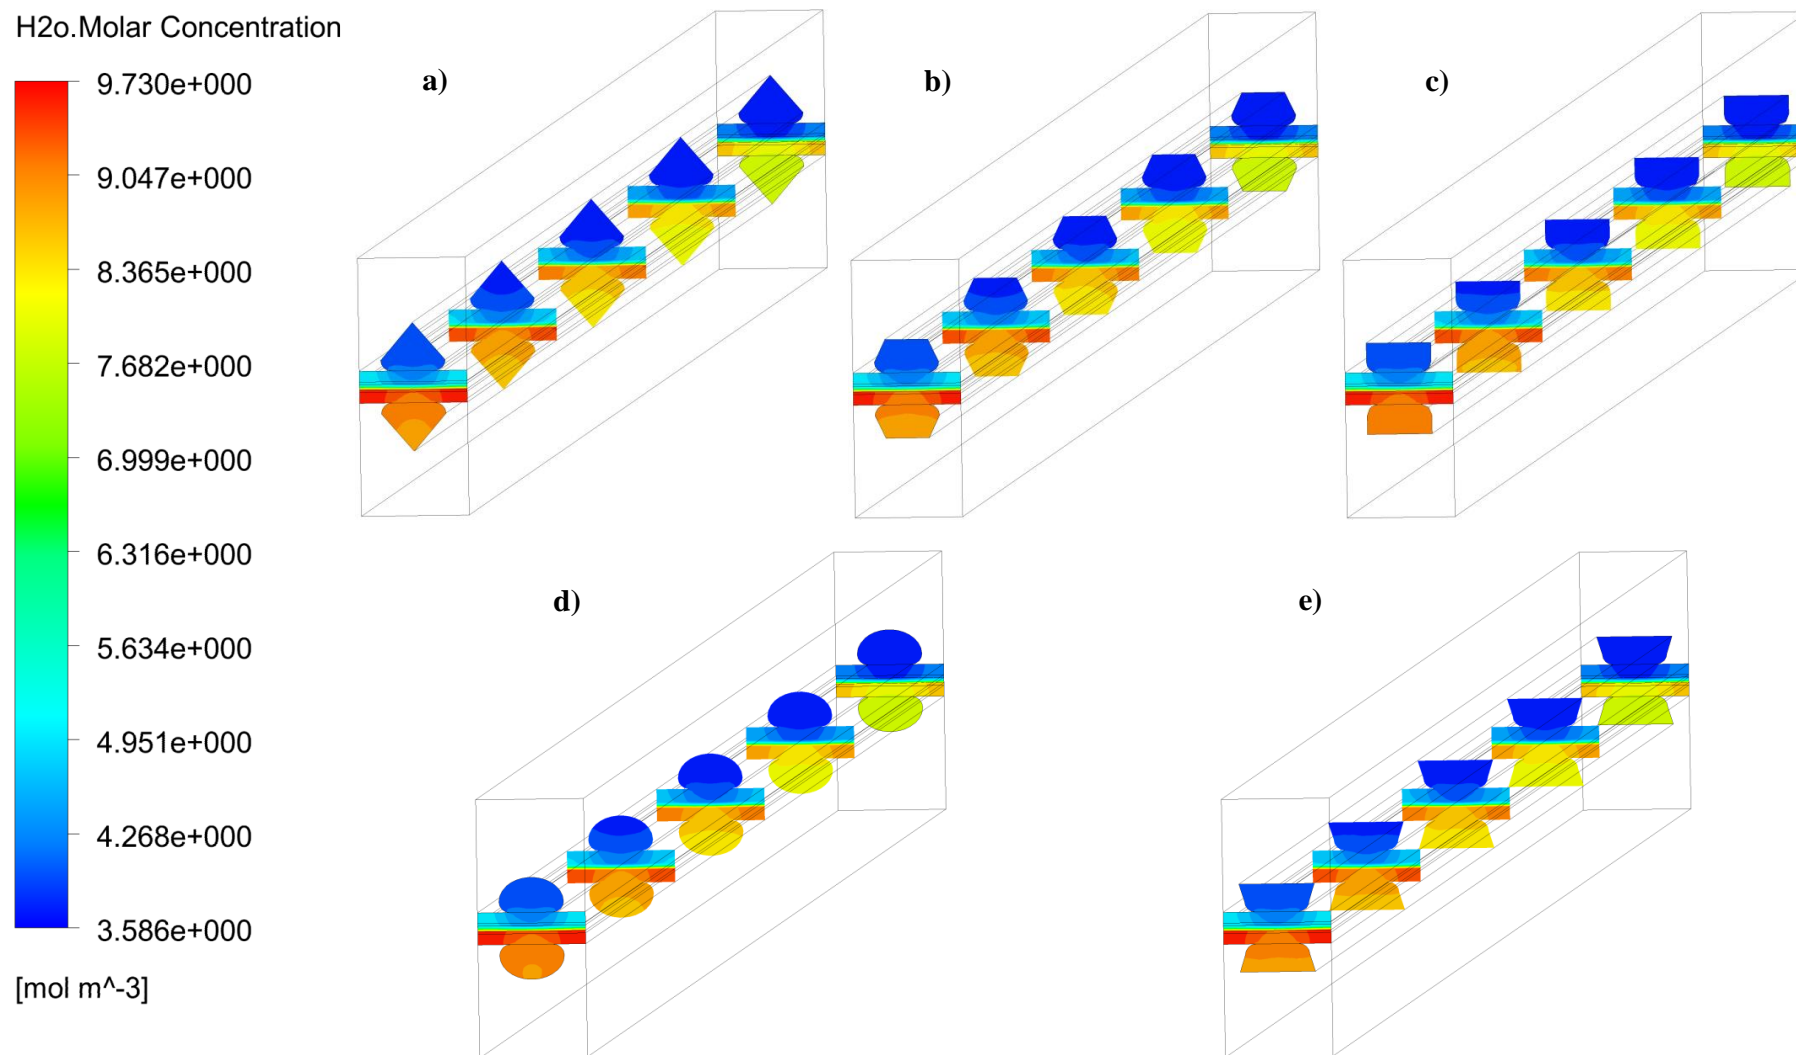 H2o.Molar Concentration
9.730e+000
9.047e+000
8.365e+000
7.682e+000
6.999e+000
6.316e+000
5.634e+000
4.951e+000
4.268e+000
3.586e+000
[mol m^-3]
a)
b)
c)
d)
e)